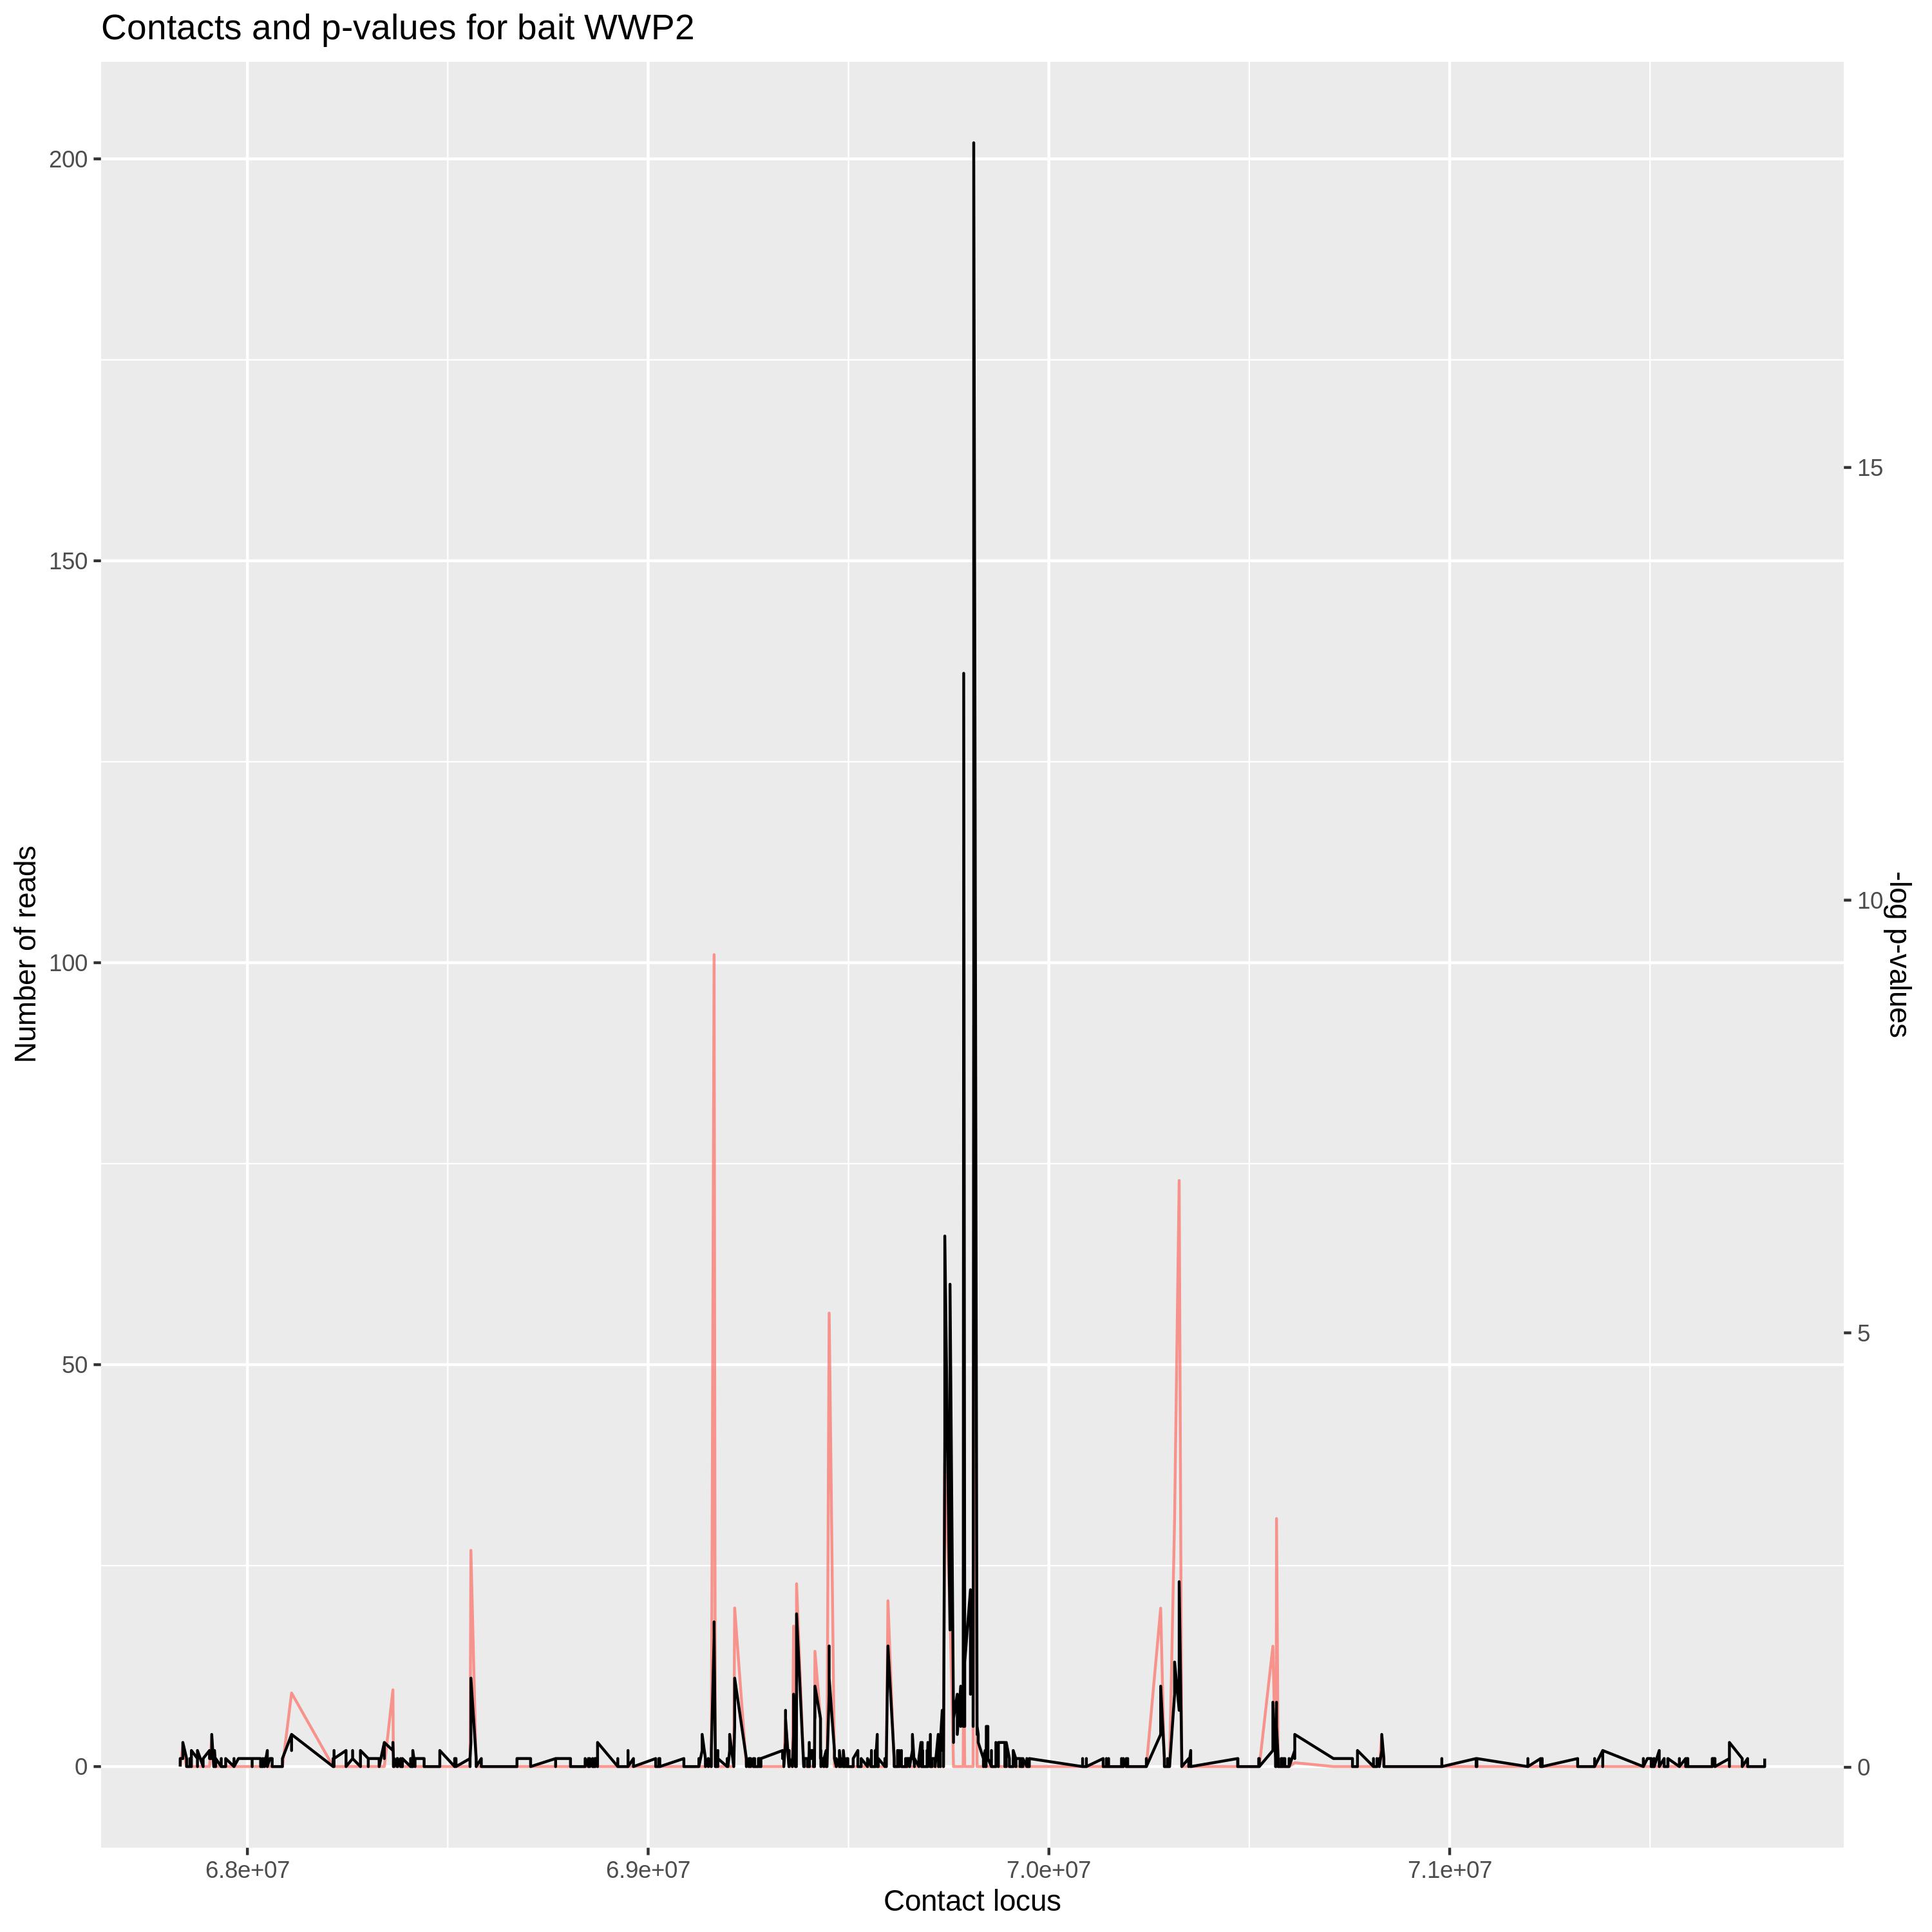 Contacts and p-values for bait WWP2
200
150
100
50
0
Number of reads
15
10
5
0
-log p-values
6.8e+07
6.9e+07
7.0e+07
7.1e+07
Contact locus